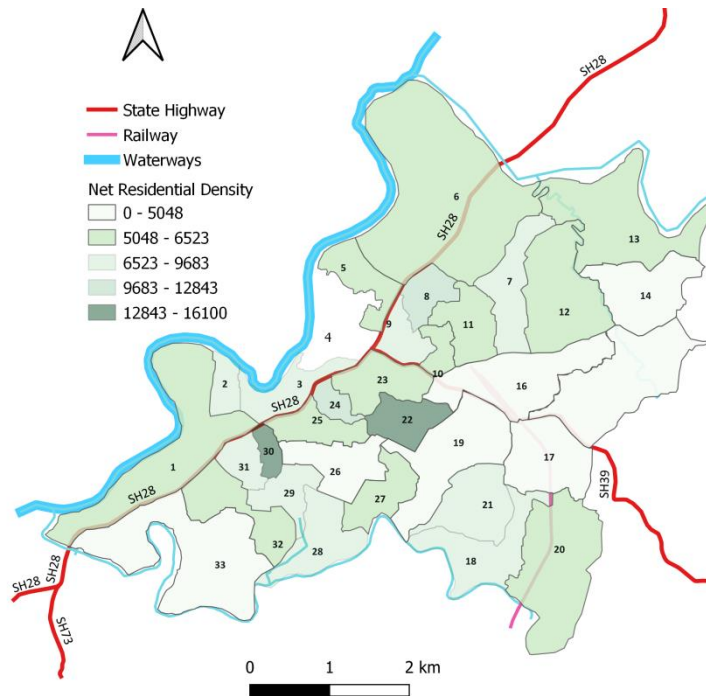 SH28
State Highway
Railway
Waterways
Net Residential Density
0 - 5048
5048 - 6523
6523 - 9683
9683 - 12843
12843 - 16100
6
SH28
13
5
7
14
8
12
9
11
4
10
16
2
3
23
SH28
24
25
22
30
19
17
1
31
26
SH39
SH28
29
27
21
32
28
20
18
33
SH28
SH28
SH73
0 1 2 km